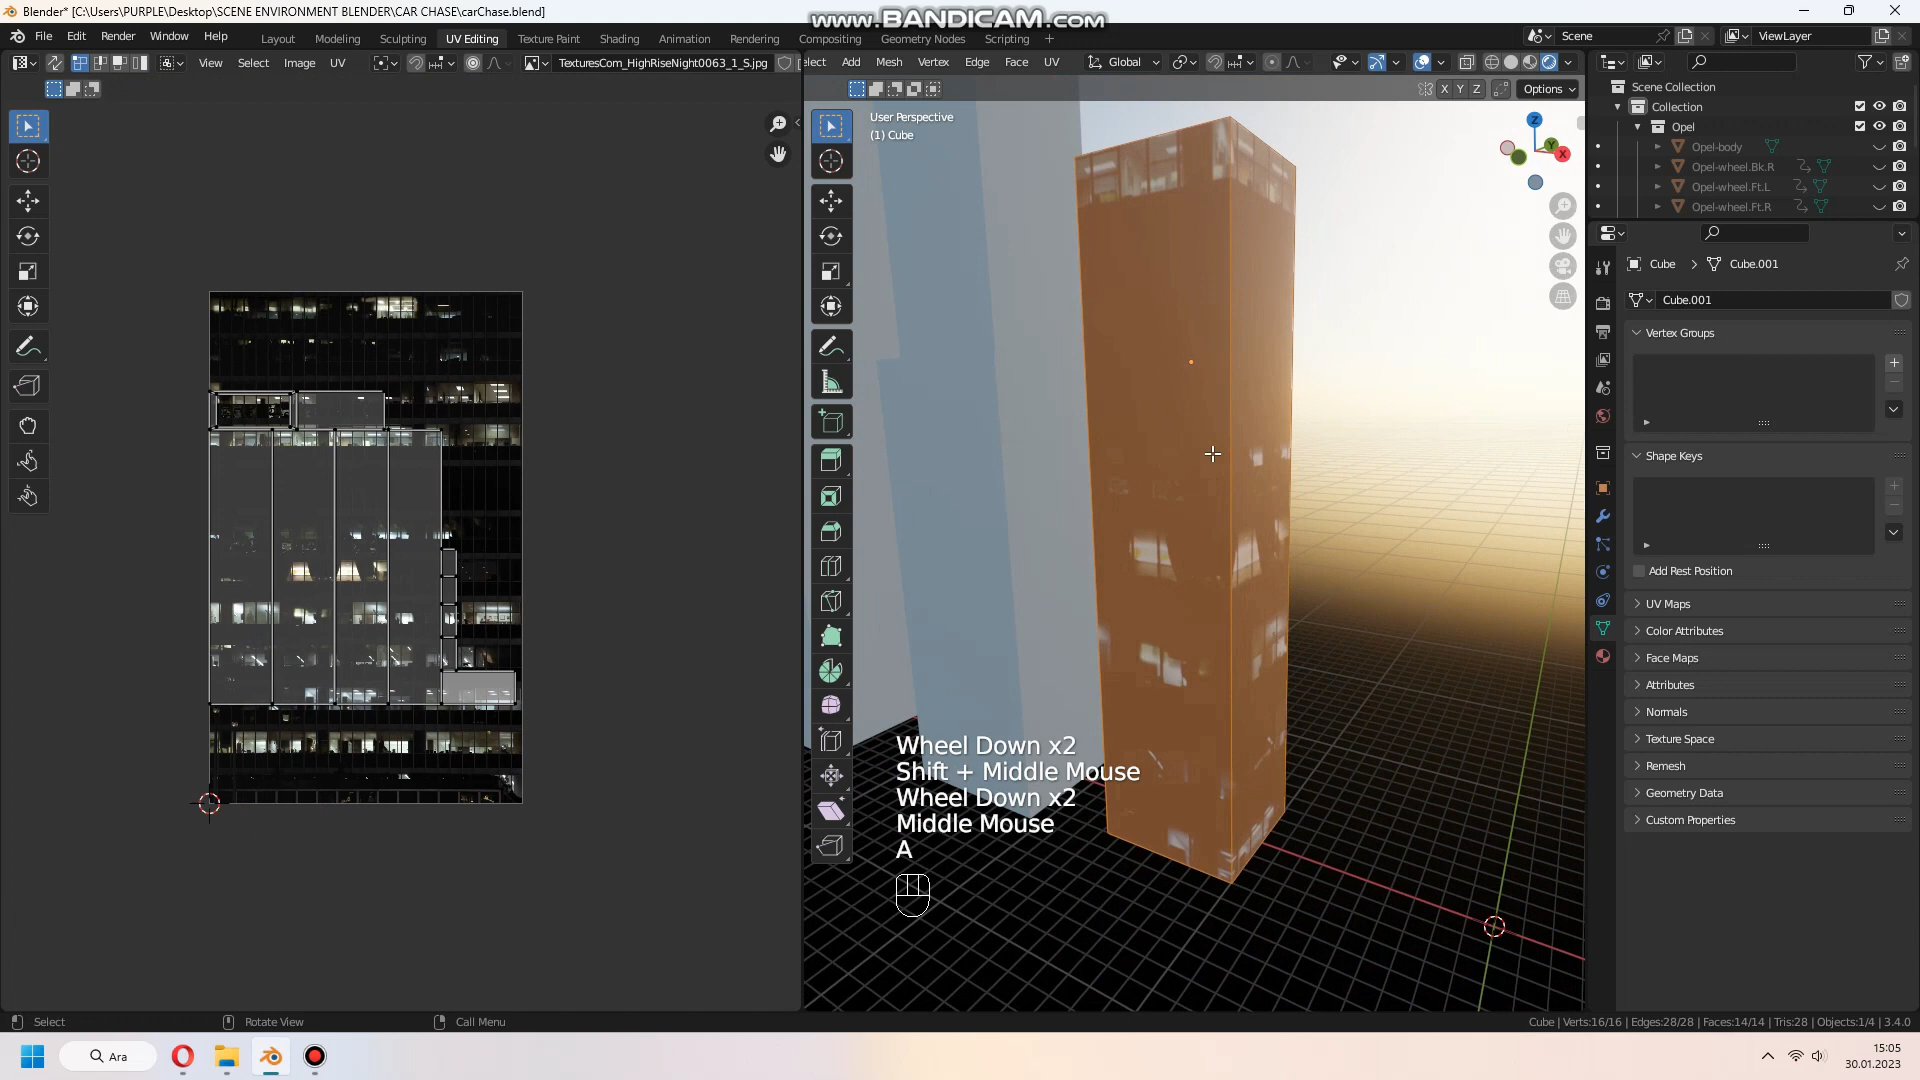 Blender* [C:\Users\PURPLE\Desktop\SCENE ENVIRONMENT BLENDER\CAR CHASE\carChase.blend]
www.BANDICAM.com
File Edit Render Window Help
Layout Modeling Sculpting UV Editing Texture Paint Shading Animation Rendering Compositing Geometry Nodes Scripting +
Scene
ViewLayer
View Select Image UV
TexturesCom_HighRiseNight0063_1_S.jpg
elect Add Mesh Vertex Edge Face UV
Global
X Y Z Options
User Perspective
(1) Cube
Z
Y
X
Scene Collection
Collection
Opel
Opel-body
Opel-wheel.Bk.R
Opel-wheel.Ft.L
Opel-wheel.Ft.R
Cube > Cube.001
Cube.001
Vertex Groups
Shape Keys
Add Rest Position
UV Maps
Color Attributes
Face Maps
Attributes
Normals
Texture Space
Remesh
Geometry Data
Custom Properties
Wheel Down x2
Shift + Middle Mouse
Wheel Down x2
Middle Mouse
A
Select
Rotate View
Call Menu
Cube | Verts:16/16 | Edges:28/28 | Faces:14/14 | Tris:28 | Objects:1/4 | 3.4.0
Ara
15:05
30.01.2023